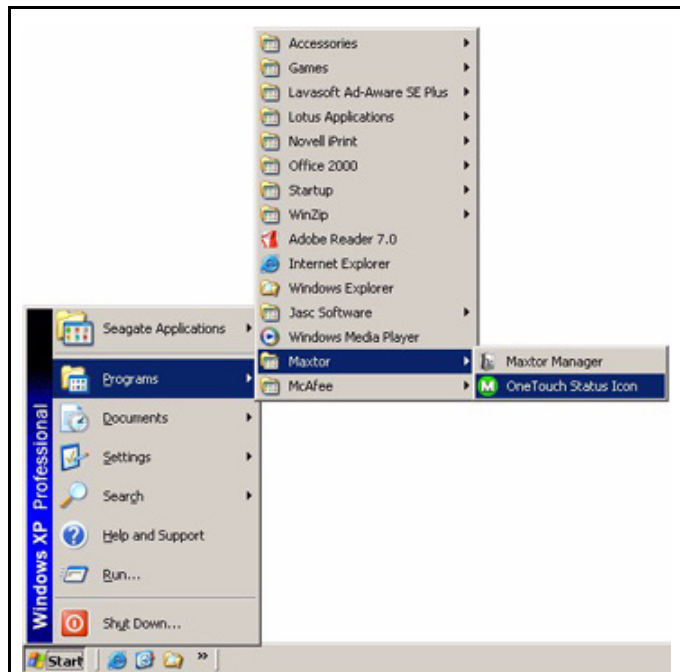 Accessories
Games
Lavasoft Ad-Aware SE Plus
Lotus Applications
Novell iPrint
Office 2000
Startup
WinZip
Adobe Reader 7.0
Internet Explorer
Windows Explorer
Jasc Software
Windows Media Player
Maxtor
McAfee
Maxtor Manager
OneTouch Status Icon
Seagate Applications
Programs
Documents
Settings
Search
Help and Support
Run...
Shut Down...
Windows XP Professional
Start